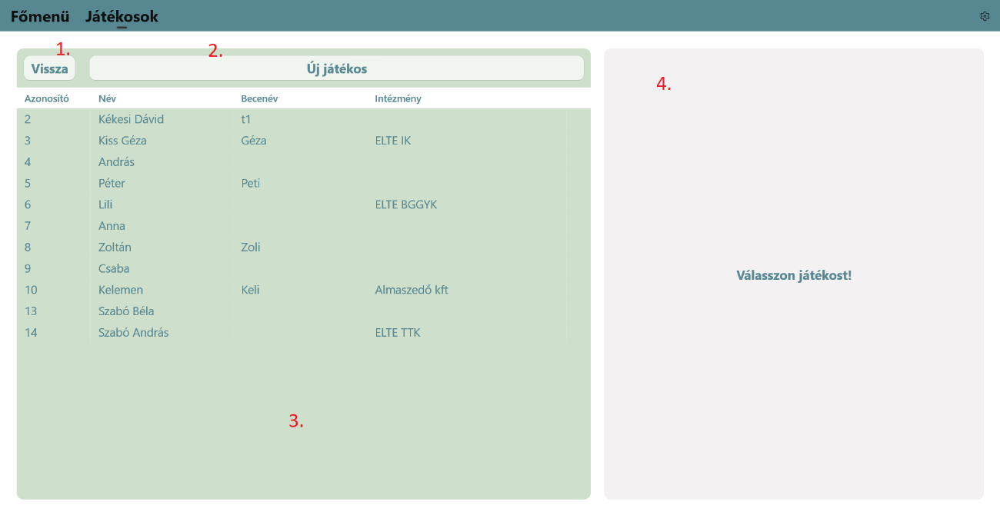 Főmenü Játékosok
1. 2.
Vissza Új játékos
4.
Azonosító Név Becenév Intézmény
2 Kékesi Dávid t1
3 Kiss Géza Géza ELTE IK
4 András
5 Péter Peti
6 Lili ELTE BGGYK
7 Anna
8 Zoltán Zoli
9 Csaba
10 Kelemen Keli Almaszedő kft
13 Szabó Béla
14 Szabó András ELTE TTK
3.
Válasszon játékost!